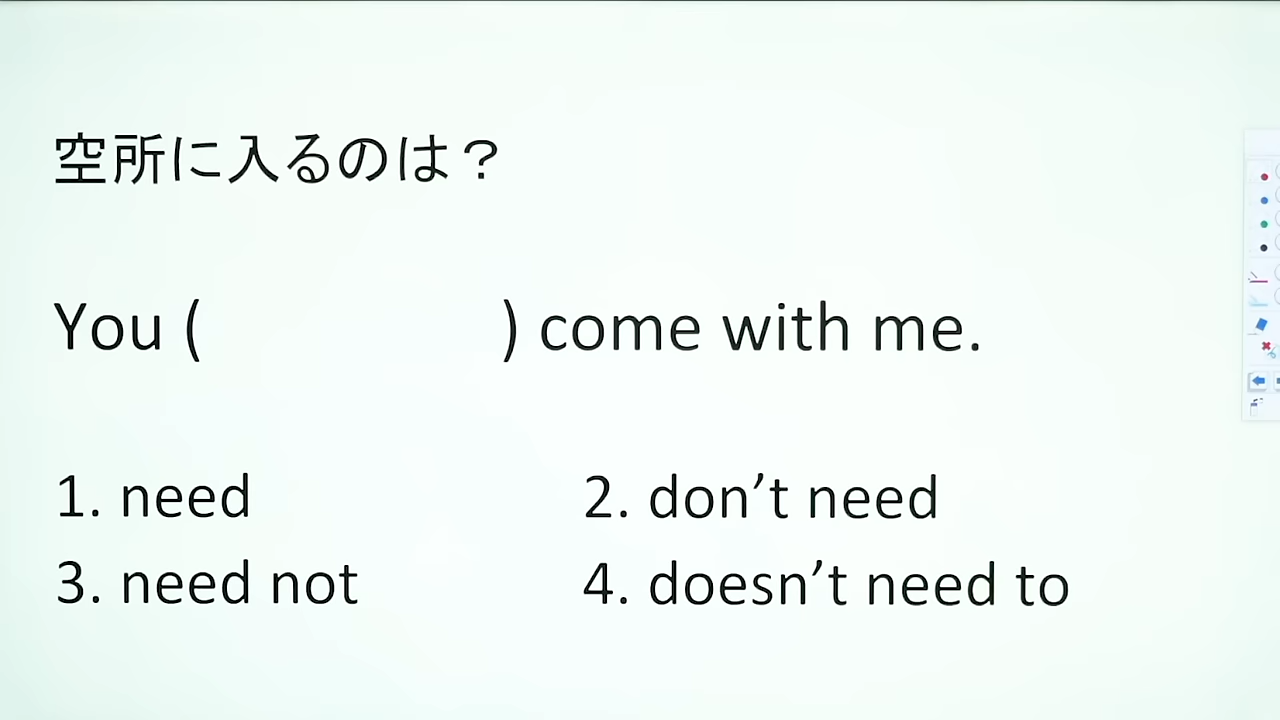 空所に入るのは？
You (                ) come with me.
1. need    2. don’t need
3. need not    4. doesn’t need to